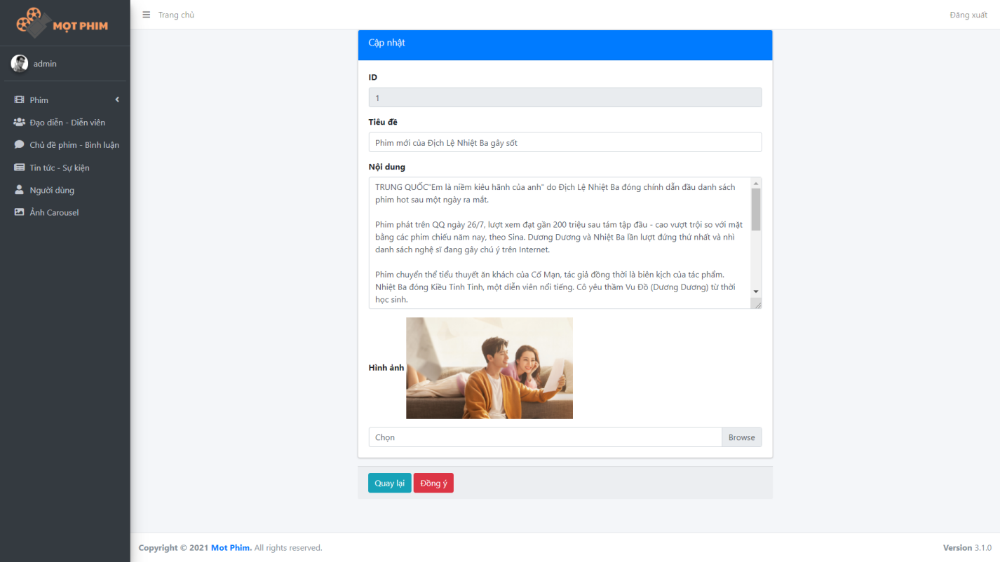 MỌT PHIM
Trang chủ
Đăng xuất
admin
Phim
Đạo diễn - Diễn viên
Chủ đề phim - Bình luận
Tin tức - Sự kiện
Người dùng
Ảnh Carousel
Cập nhật
ID
1
Tiêu đề
Phim mới của Địch Lệ Nhiệt Ba gây sốt
Nội dung
TRUNG QUỐC"Em là niềm kiêu hãnh của anh" do Địch Lệ Nhiệt Ba đóng chính dẫn đầu danh sách
phim hot sau một ngày ra mắt.
Phim phát trên QQ ngày 26/7, lượt xem đạt gần 200 triệu sau tám tập đầu - cao vượt trội so với mặt
bằng các phim chiếu năm nay, theo Sina. Dương Dương và Nhiệt Ba lần lượt đứng thứ nhất và nhì
danh sách nghệ sĩ đang gây chú ý trên Internet.
Phim chuyển thể tiểu thuyết ăn khách của Cố Mạn, tác giả đồng thời là biên kịch của tác phẩm.
Nhiệt Ba đóng Kiều Tinh Tinh, một diễn viên nổi tiếng. Cô yêu thầm Vu Đồ (Dương Dương) từ thời
học sinh.
Hình ảnh
Chọn
Browse
Quay lại
Đồng ý
Copyright © 2021 Mot Phim. All rights reserved.
Version 3.1.0